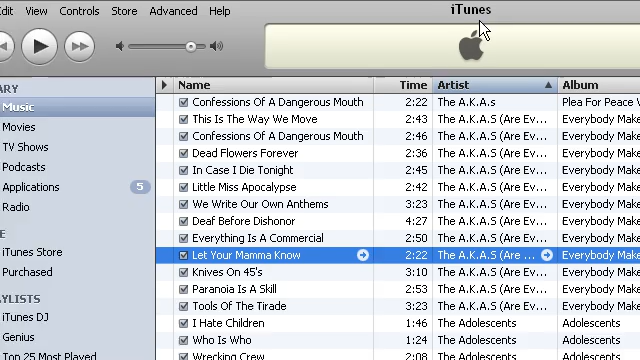 iTunes
View Controls Store Advanced Help
Name Time Artist Album
Confessions Of A Dangerous Mouth 2:22 The A.K.A.s Plea For Peace
Music This Is The Way We Move 2:43 The A.K.A.S (Are Ev... Everybody Make
Movies Confessions Of A Dangerous Mouth 2:46 The A.K.A.S (Are Ev... Everybody Make
TV Shows Dead Flowers Forever 2:36 The A.K.A.S (Are Ev... Everybody Make
Podcasts In Case I Die Tonight 2:45 The A.K.A.S (Are Ev... Everybody Make
Applications 5 Little Miss Apocalypse 2:42 The A.K.A.S (Are Ev... Everybody Make
Radio We Write Our Own Anthems 3:23 The A.K.A.S (Are Ev... Everybody Make
Deaf Before Dishonor 4:27 The A.K.A.S (Are Ev... Everybody Make
Everything Is A Commercial 2:50 The A.K.A.S (Are Ev... Everybody Make
iTunes Store Let Your Mamma Know 2:22 The A.K.A.S (Are ... Everybody Make
Purchased Knives On 45's 3:10 The A.K.A.S (Are Ev... Everybody Make
Paranoia Is A Skill 2:53 The A.K.A.S (Are Ev... Everybody Make
iTunes DJ Tools Of The Tirade 3:23 The A.K.A.S (Are Ev... Everybody Make
I Hate Children 1:46 The Adolescents Adolescents
Genius Who Is Who 1:24 The Adolescents Adolescents
Top 25 Most Played Wrecking Crew 2:08 The Adolescents Adolescents